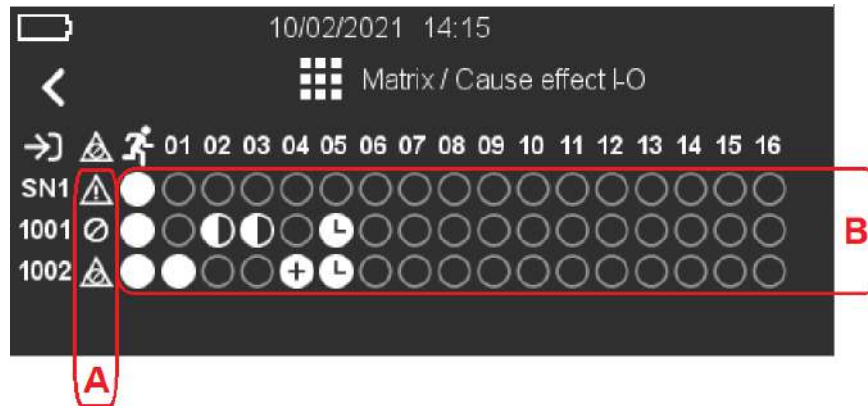 10/02/2021 14:15
Matrix / Cause effect I-O
01 02 03 04 05 06 07 08 09 10 11 12 13 14 15 16
SN1
1001
1002
A
B